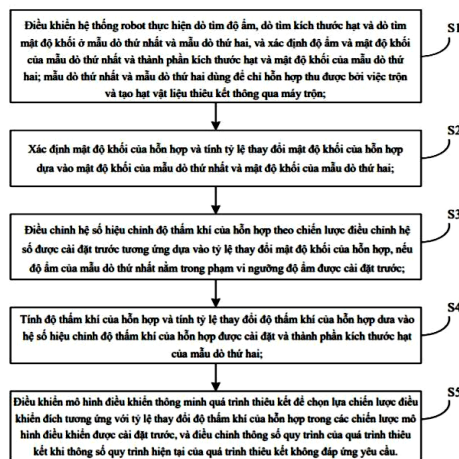 Điều khiển hệ thống robot thực hiện dò tìm độ ẩm, dò tìm kích thước hạt và dò tìm
mật độ khối ở mẫu dò thứ nhất và mẫu dò thứ hai, và xác định độ ẩm và mật độ khối
của mẫu dò thứ nhất và thành phần kích thước hạt và mật độ khối của mẫu dò thứ
hai; mẫu dò thứ nhất và mẫu dò thứ hai dùng để chỉ hỗn hợp thu được bởi việc trộn
và tạo hạt vật liệu thiêu kết thông qua máy trộn;
S1
Xác định mật độ khối của hỗn hợp và tính tỷ lệ thay đổi mật độ khối của hỗn hợp
dựa vào mật độ khối của mẫu dò thứ nhất và mật độ khối của mẫu dò thứ hai;
S2
Điều chỉnh hệ số hiệu chỉnh độ thấm khí của hỗn hợp theo chiến lược điều chỉnh hệ
số được cài đặt trước tương ứng dựa vào tỷ lệ thay đổi mật độ khối của hỗn hợp, nếu
độ ẩm của mẫu dò thứ nhất nằm trong phạm vi ngưỡng độ ẩm được cài đặt trước;
S3
Tính độ thấm khí của hỗn hợp và tính tỷ lệ thay đổi độ thấm khí của hỗn hợp dựa vào
hệ số hiệu chỉnh độ thấm khí của hỗn hợp được cài đặt và thành phần kích thước hạt
của mẫu dò thứ hai;
S4
Điều khiển mô hình điều khiển thông minh quá trình thiêu kết để chọn lựa chiến lược điều
khiển đích tương ứng với tỷ lệ thay đổi độ thấm khí của hỗn hợp trong các chiến lược mô
hình điều khiển được cài đặt trước, và điều chỉnh thông số quy trình của quá trình thiêu
kết khi thông số quy trình hiện tại của quá trình thiêu kết không đáp ứng yêu cầu.
S5